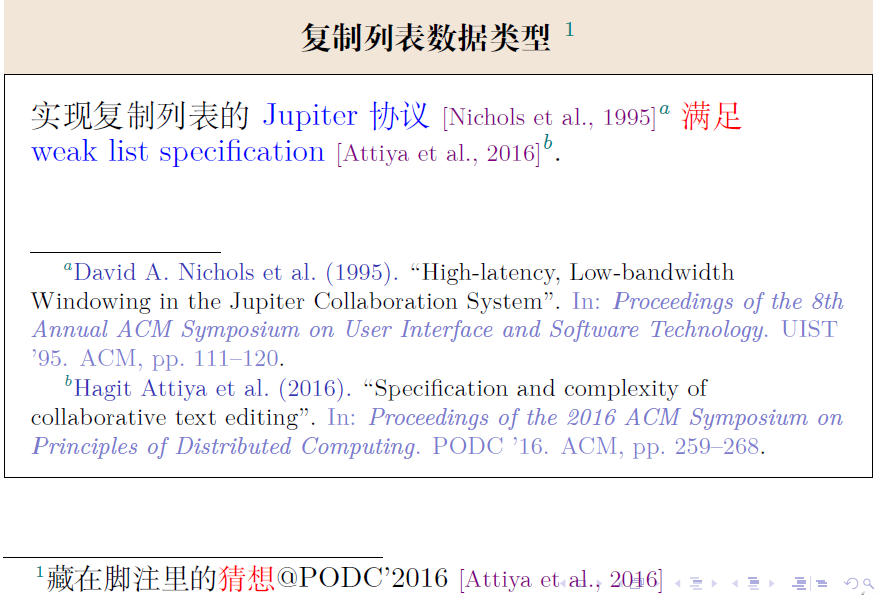 复制列表数据类型 1
实现复制列表的 Jupiter 协议 [Nichols et al., 1995]a 满足
weak list specification [Attiya et al., 2016]b.
aDavid A. Nichols et al. (1995). “High-latency, Low-bandwidth
Windowing in the Jupiter Collaboration System”. In: Proceedings of the 8th
Annual ACM Symposium on User Interface and Software Technology. UIST
’95. ACM, pp. 111–120.
bHagit Attiya et al. (2016). “Specification and complexity of
collaborative text editing”. In: Proceedings of the 2016 ACM Symposium on
Principles of Distributed Computing. PODC ’16. ACM, pp. 259–268.
1藏在脚注里的猜想@PODC’2016 [Attiya et al., 2016]